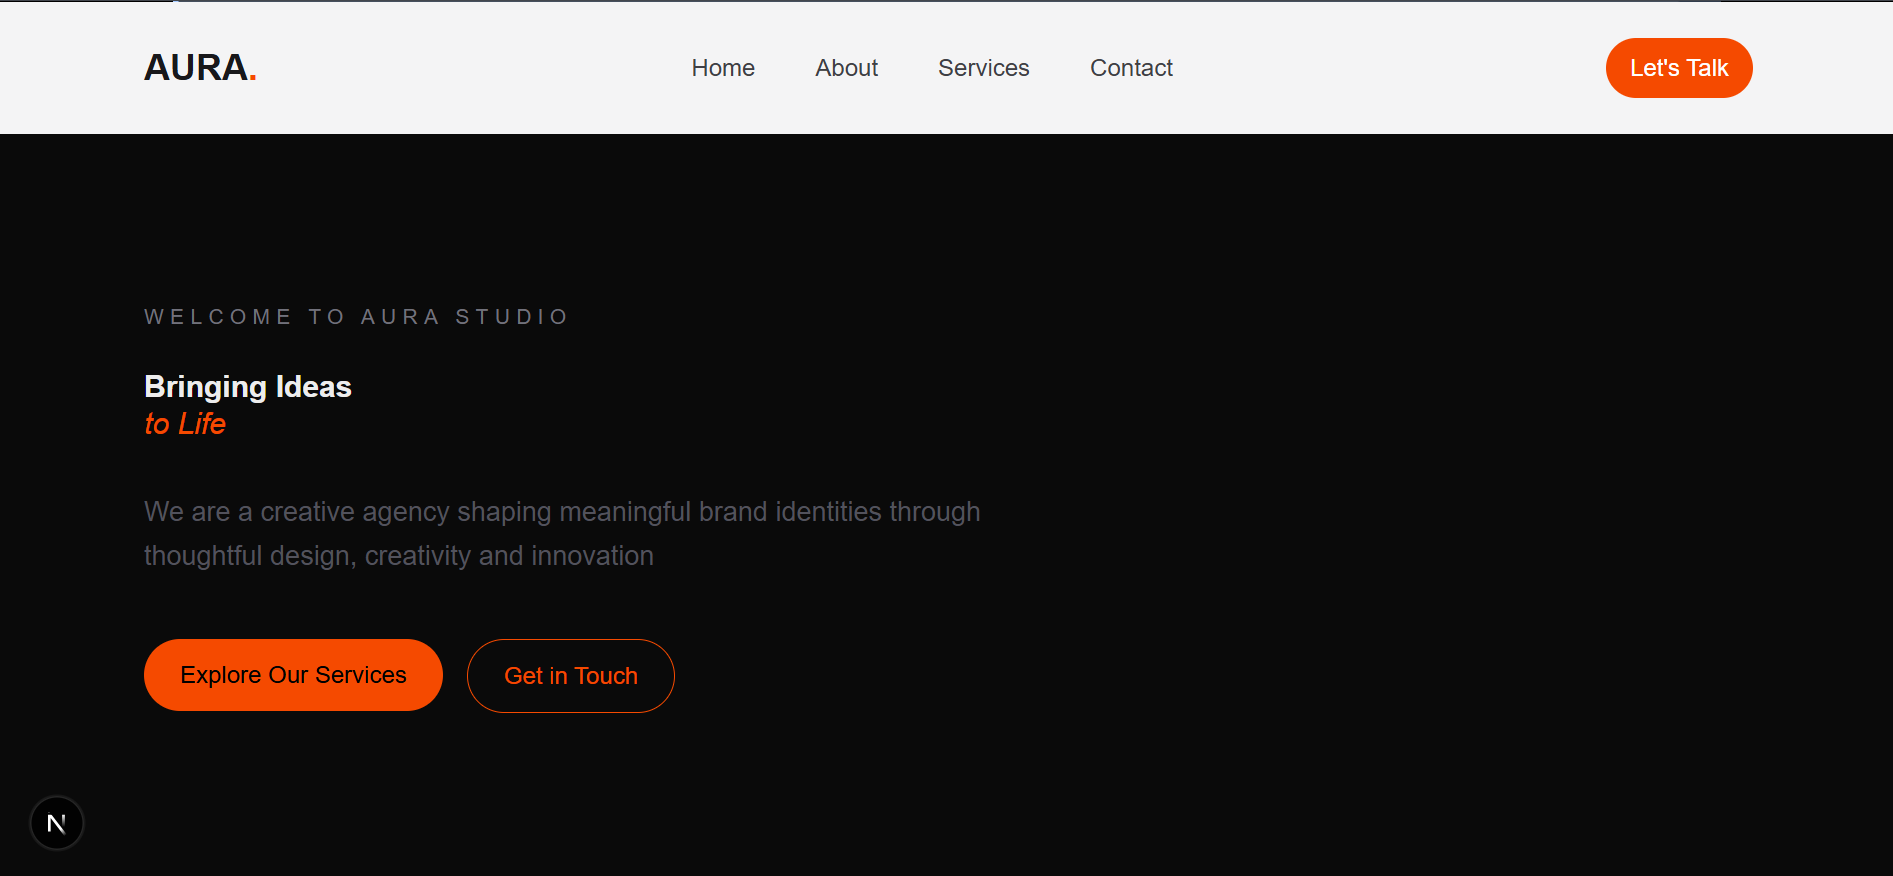 AURA.
Home
About
Services
Contact
Let's Talk
WELCOME TO AURA STUDIO
Bringing Ideas
to Life
We are a creative agency shaping meaningful brand identities through
thoughtful design, creativity and innovation
Explore Our Services
Get in Touch
N